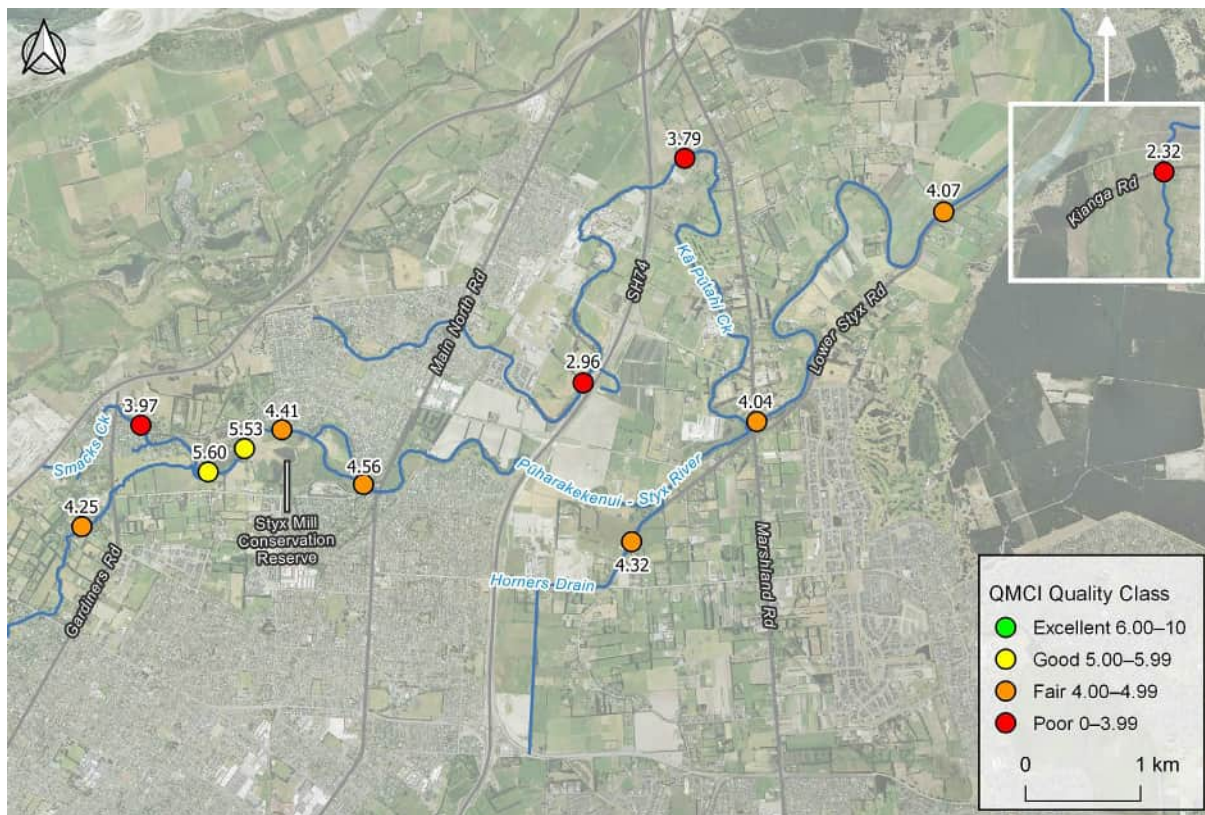 3.79
2.32
Kianga Rd
4.07
Main North Rd
SH74
Kā Pūtahi Ck
Lower Styx Rd
2.96
3.97
4.41
4.04
Smacks Ck
5.53
5.60
4.56
Pūharakekenui - Styx River
4.25
Styx Mill
Conservation
Reserve
4.32
Horners Drain
Marshland Rd
Gardiners Rd
QMCI Quality Class
Excellent 6.00–10
Good 5.00–5.99
Fair 4.00–4.99
Poor 0–3.99
0 1 km